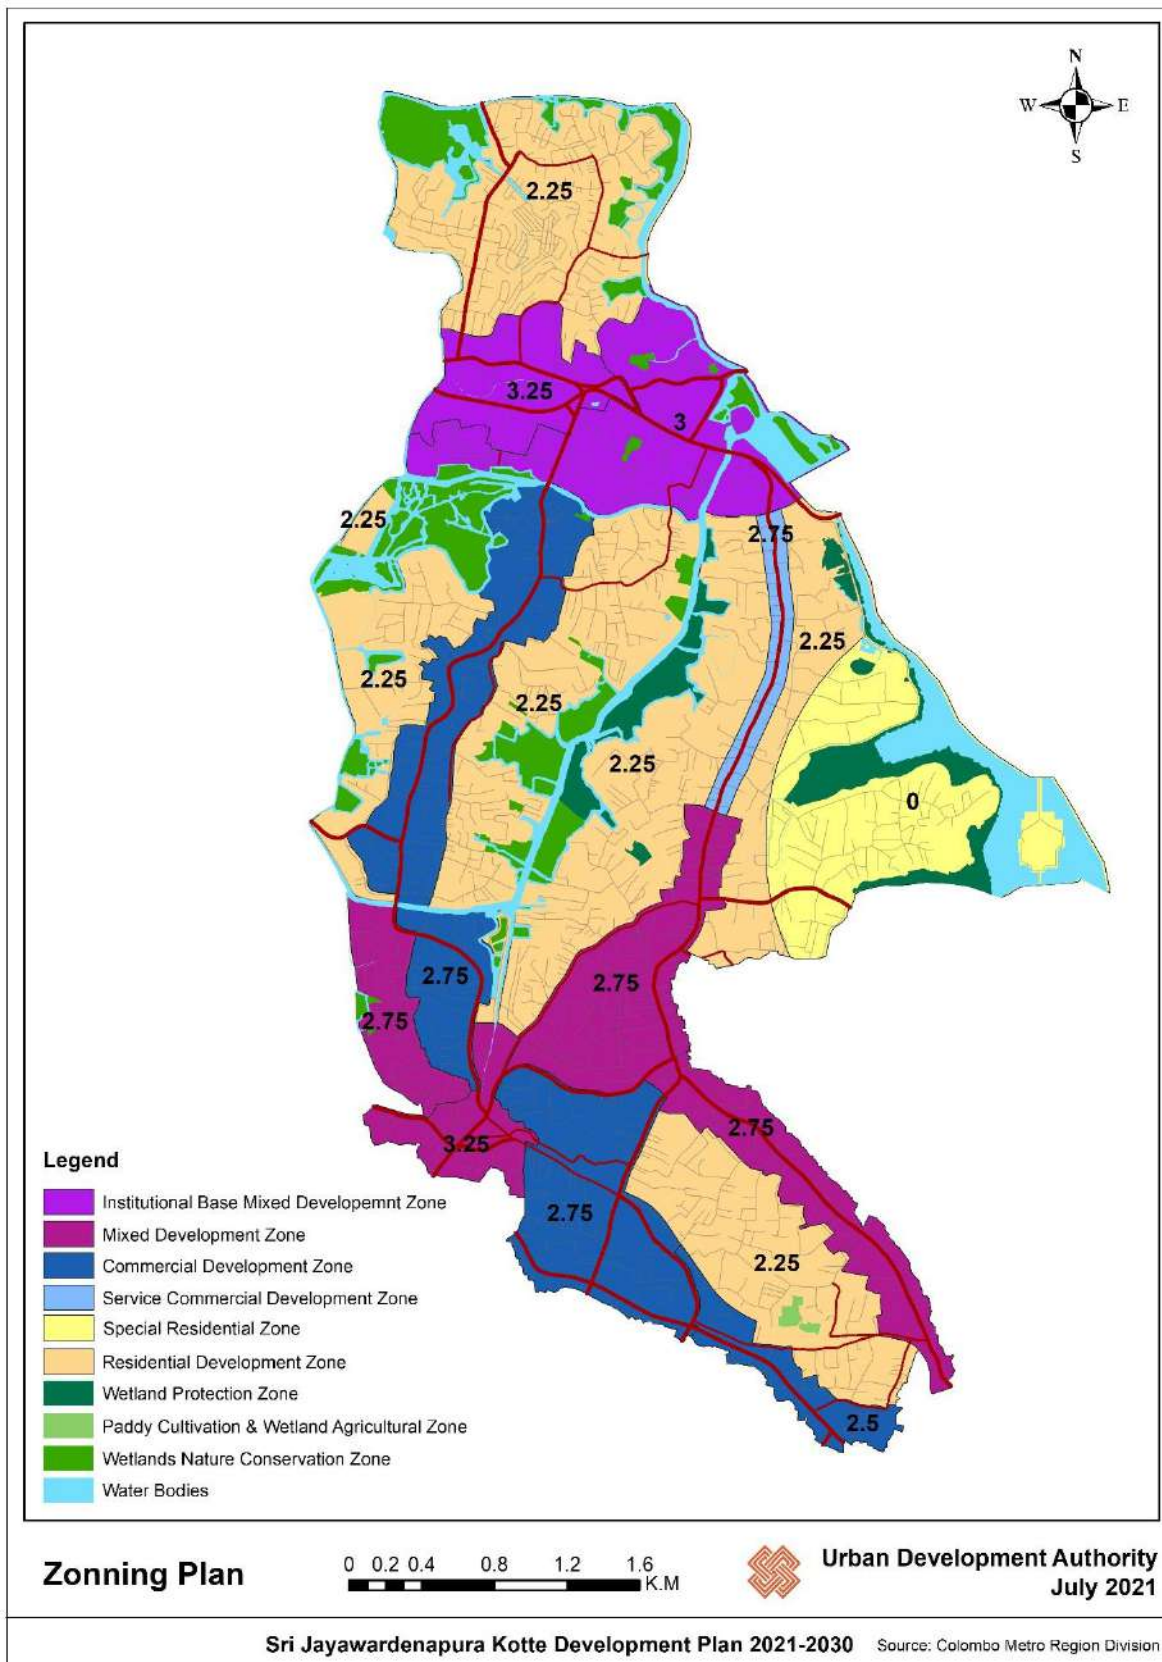 N
W E
S
2.25
3.25
3
2.25
2.75
2.25
2.25
2.25
2.25
0
2.75
2.75
2.75
2.75
3.25
2.75
2.25
2.5
Legend
Institutional Base Mixed Developemnt Zone
Mixed Development Zone
Commercial Development Zone
Service Commercial Development Zone
Special Residential Zone
Residential Development Zone
Wetland Protection Zone
Paddy Cultivation & Wetland Agricultural Zone
Wetlands Nature Conservation Zone
Water Bodies
Zonning Plan
0 0.2 0.4 0.8 1.2 1.6
K.M
Urban Development Authority
July 2021
Sri Jayawardenapura Kotte Development Plan 2021-2030 Source: Colombo Metro Region Division